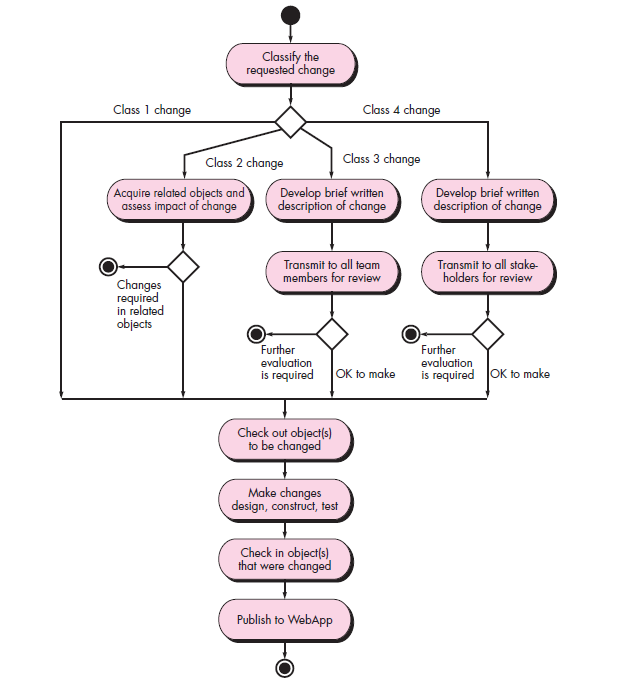 Classify the
requested change
Class 1 change
Class 4 change
Class 2 change
Class 3 change
Acquire related objects and
assess impact of change
Develop brief written
description of change
Develop brief written
description of change
Transmit to all team
members for review
Transmit to all stake-
holders for review
Changes
required
in related
objects
Further
evaluation
is required
OK to make
Further
evaluation
is required
OK to make
Check out object(s)
to be changed
Make changes
design, construct, test
Check in object(s)
that were changed
Publish to WebApp